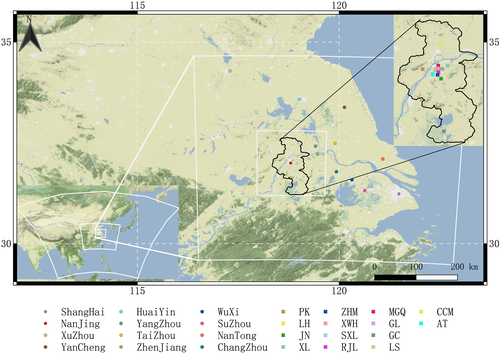 115 120
35 35
30 30
0 100 200 km
115 120
ShangHai HuaiYin WuXi PK ZHM MGQ CCM
NanJing YangZhou SuZhou LH XWH GL AT
XuZhou TaiZhou NanTong JN SXL GC
YanCheng ZhenJiang ChangZhou XL RJL LS